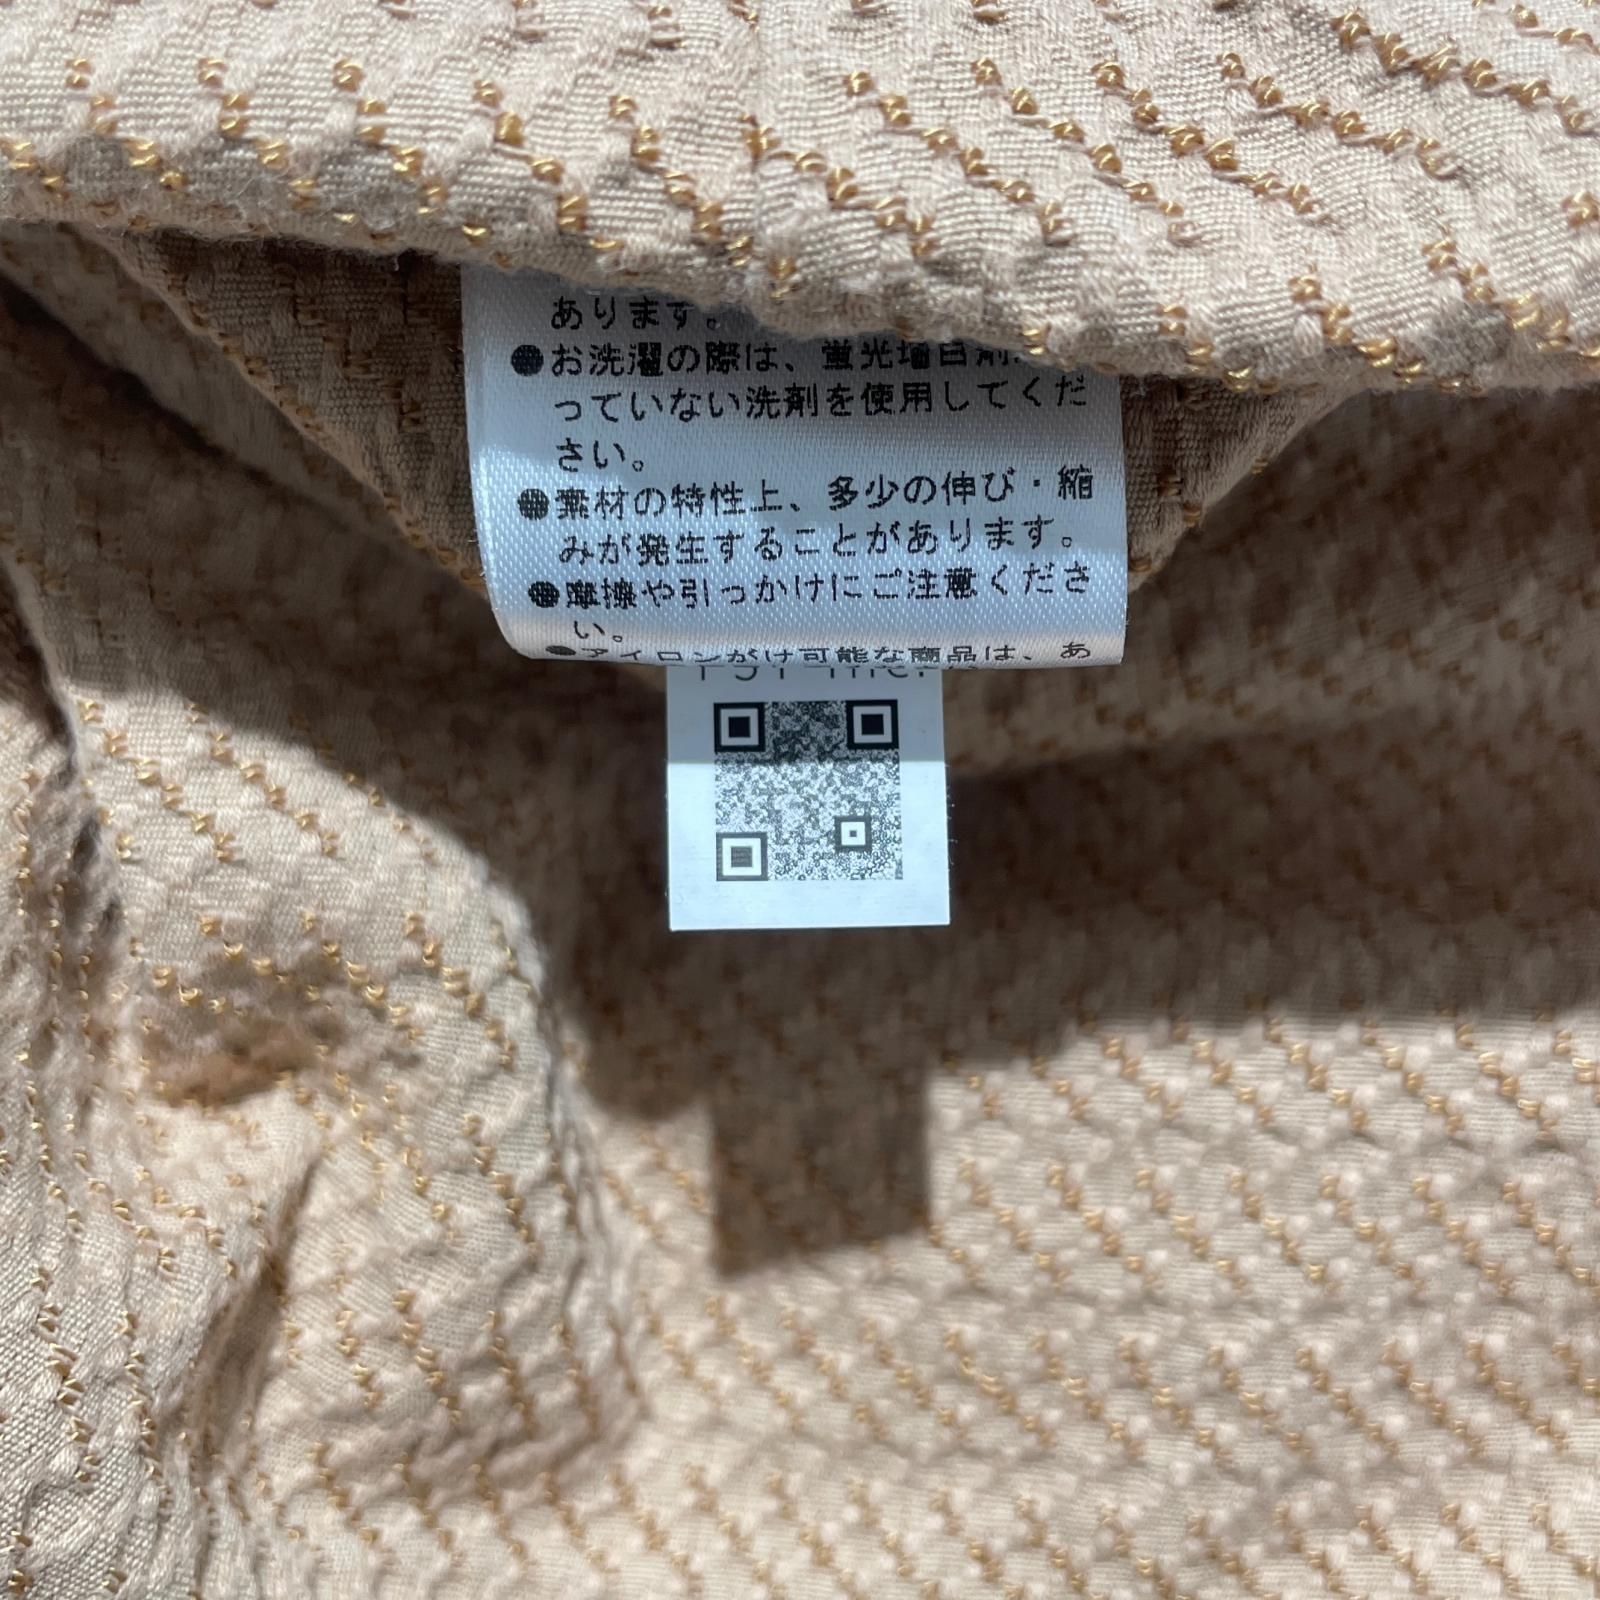 あります。
●お洗濯の際は、蛍光増白剤
っていない洗剤を使用してくだ
さい。
●素材の特性上、多少の伸び・縮
みが発生することがあります。
●摩擦や引っかけにご注意くださ
い。
●アイロンがけ可能な商品は、あ